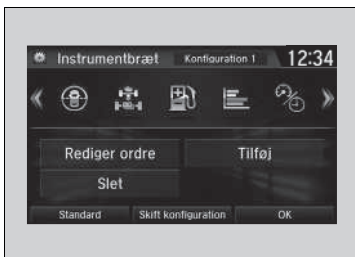 Instrumentbræt Konfiguration 1 12:34
Rediger ordre Tilføj
Slet
Standard Skift konfiguration OK